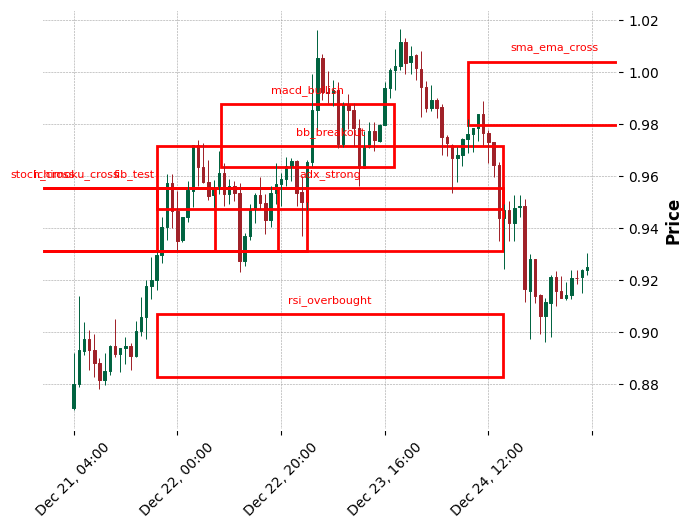 1.02
sma_ema_cross
1.00
macd_bullish
0.98
bb_breakout
0.96
fib_test
adx_strong
0.94
Price
0.92
rsi_overbought
0.90
0.88
Dec 21, 04:00
Dec 22, 00:00
Dec 22, 20:00
Dec 23, 16:00
Dec 24, 12:00